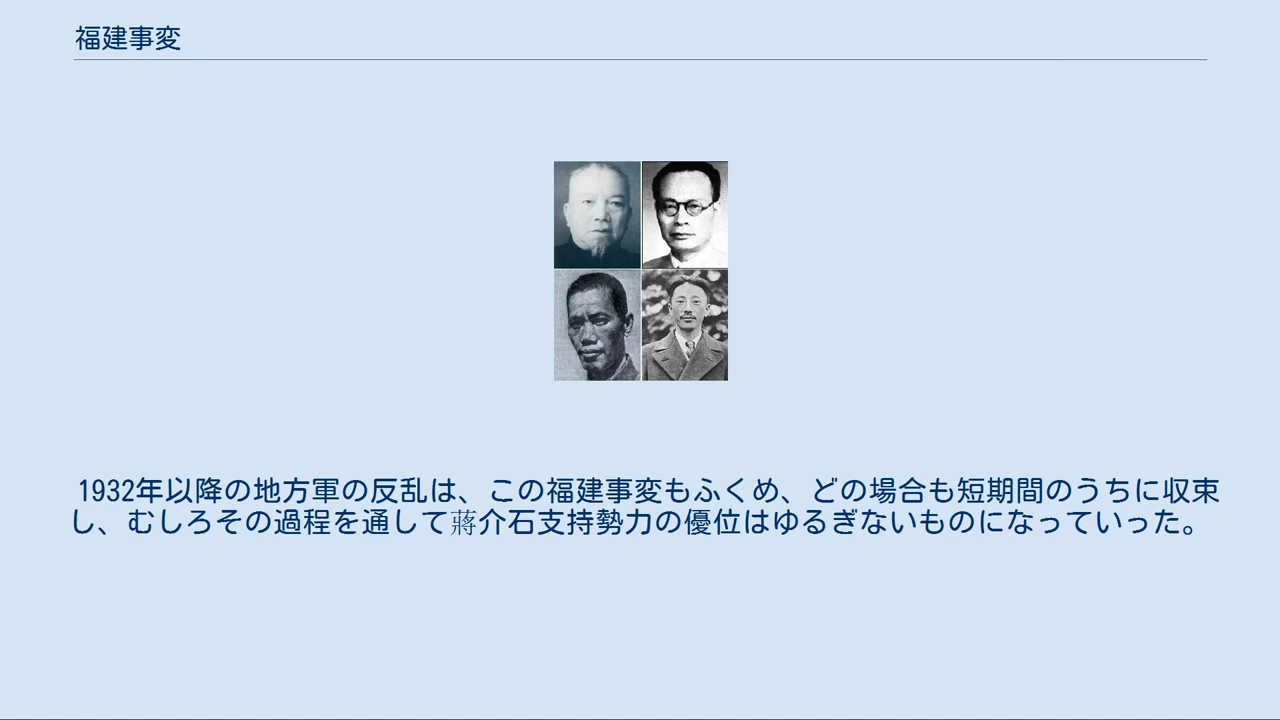 福建事変
1932年以降の地方軍の反乱は、この福建事変もふくめ、どの場合も短期間のうちに収束
し、むしろその過程を通して蔣介石支持勢力の優位はゆるぎないものになっていった。